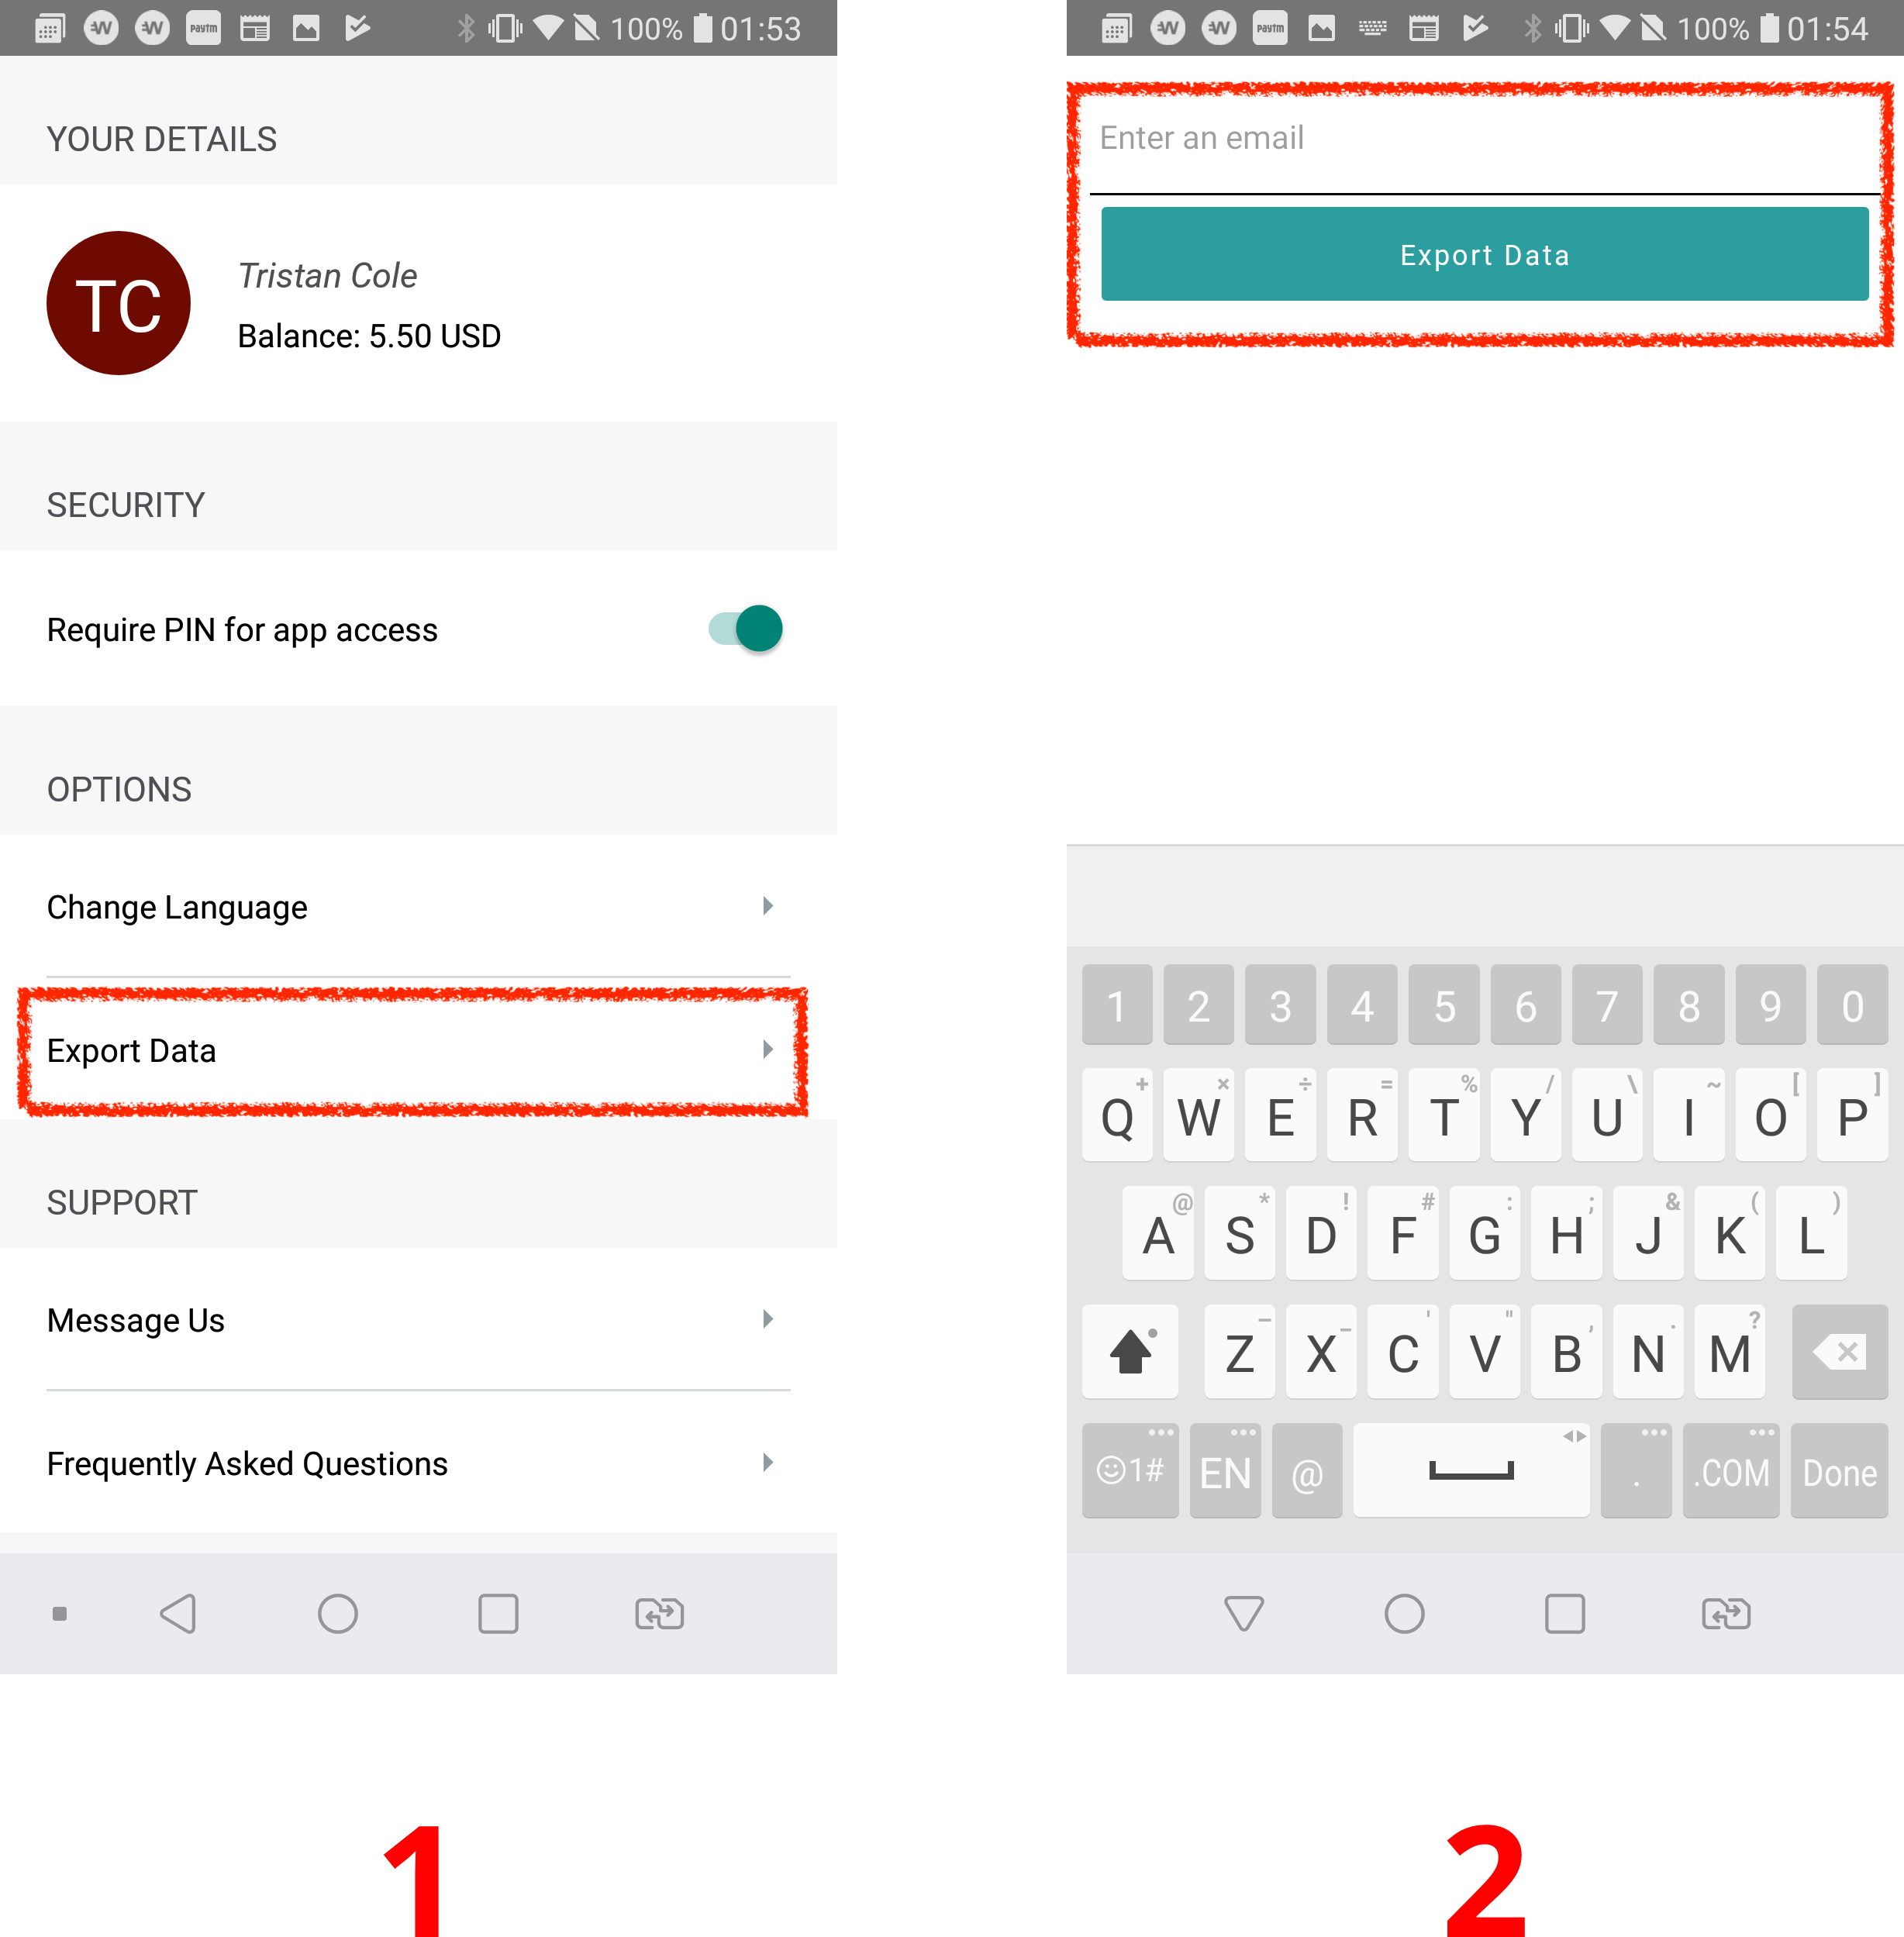 paytm 100% 01:53
YOUR DETAILS
TC
Tristan Cole
Balance: 5.50 USD
SECURITY
Require PIN for app access
OPTIONS
Change Language
Export Data
SUPPORT
Message Us
Frequently Asked Questions
1
paytm 100% 01:54
Enter an email
Export Data
1 2 3 4 5 6 7 8 9 0
+ × ÷ = % / \ ~ [ ]
Q W E R T Y U I O P
@ * ! # : ; & ( )
A S D F G H J K L
– _ ' " , . ?
Z X C V B N M
1# EN @ . .COM Done
2